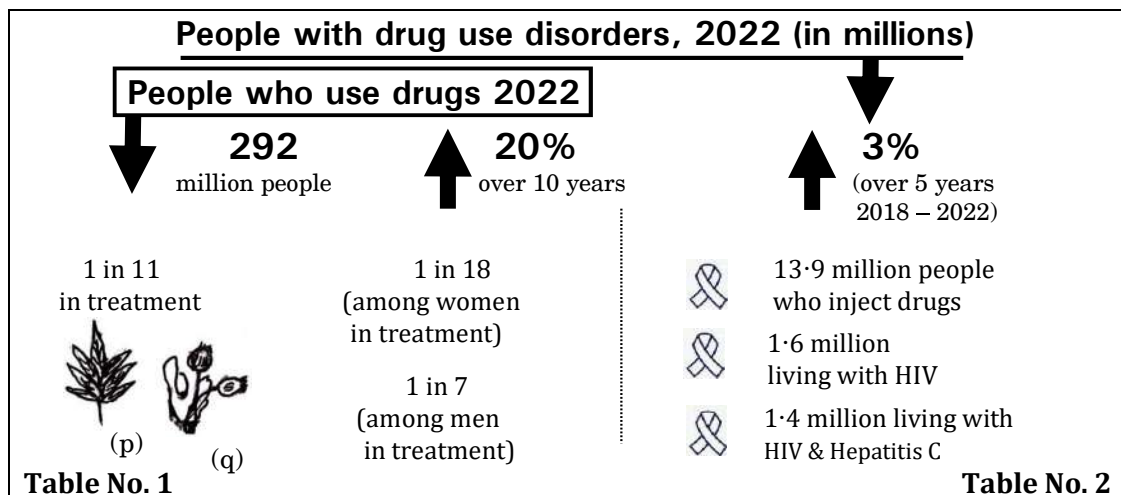 People with drug use disorders, 2022 (in millions)
People who use drugs 2022
292
million people
20%
over 10 years
3%
(over 5 years
2018 – 2022)
1 in 11
in treatment
(p)
(q)
1 in 18
(among women
in treatment)
1 in 7
(among men
in treatment)
13·9 million people
who inject drugs
1·6 million
living with HIV
1·4 million living with
HIV & Hepatitis C
Table No. 1
Table No. 2